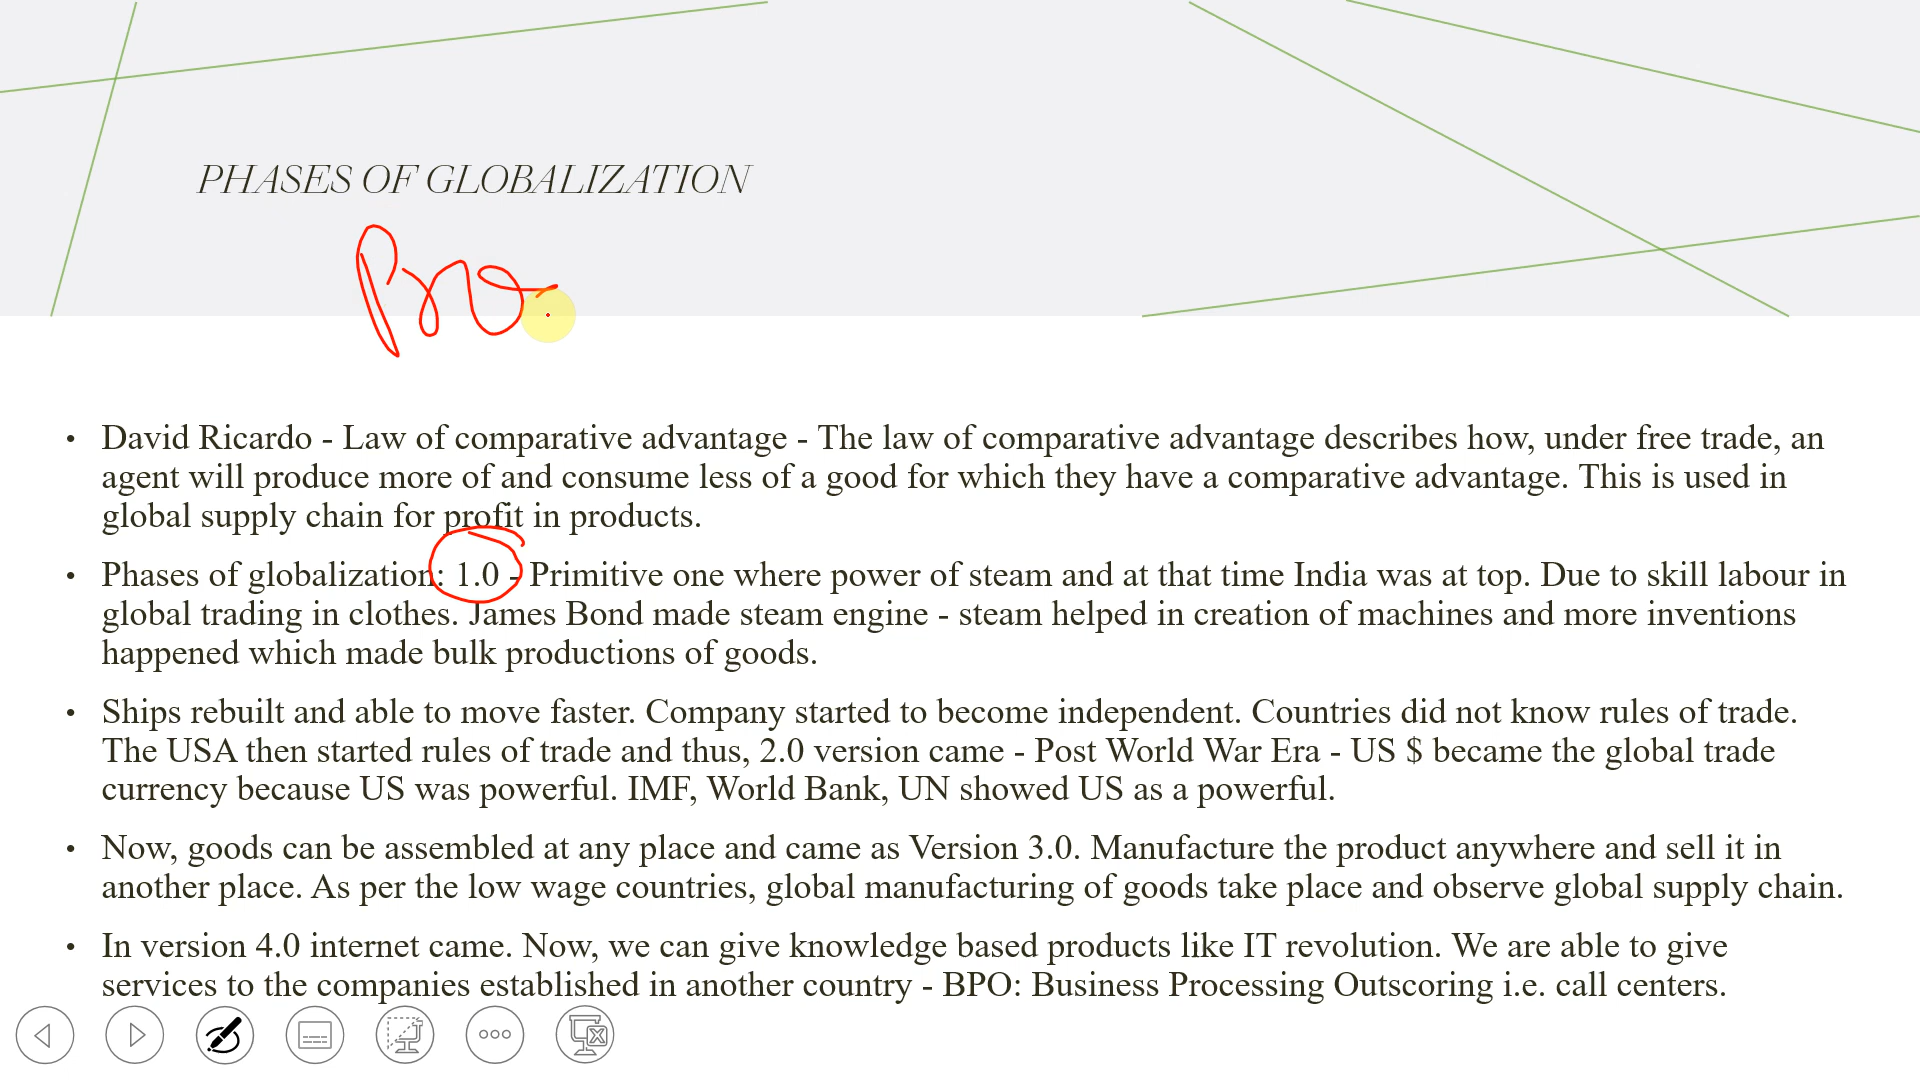 PHASES OF GLOBALIZATION
Pro
• David Ricardo - Law of comparative advantage - The law of comparative advantage describes how, under free trade, an
agent will produce more of and consume less of a good for which they have a comparative advantage. This is used in
global supply chain for profit in products.
• Phases of globalization: 1.0 - Primitive one where power of steam and at that time India was at top. Due to skill labour in
global trading in clothes. James Bond made steam engine - steam helped in creation of machines and more inventions
happened which made bulk productions of goods.
• Ships rebuilt and able to move faster. Company started to become independent. Countries did not know rules of trade.
The USA then started rules of trade and thus, 2.0 version came - Post World War Era - US $ became the global trade
currency because US was powerful. IMF, World Bank, UN showed US as a powerful.
• Now, goods can be assembled at any place and came as Version 3.0. Manufacture the product anywhere and sell it in
another place. As per the low wage countries, global manufacturing of goods take place and observe global supply chain.
• In version 4.0 internet came. Now, we can give knowledge based products like IT revolution. We are able to give
services to the companies established in another country - BPO: Business Processing Outscoring i.e. call centers.